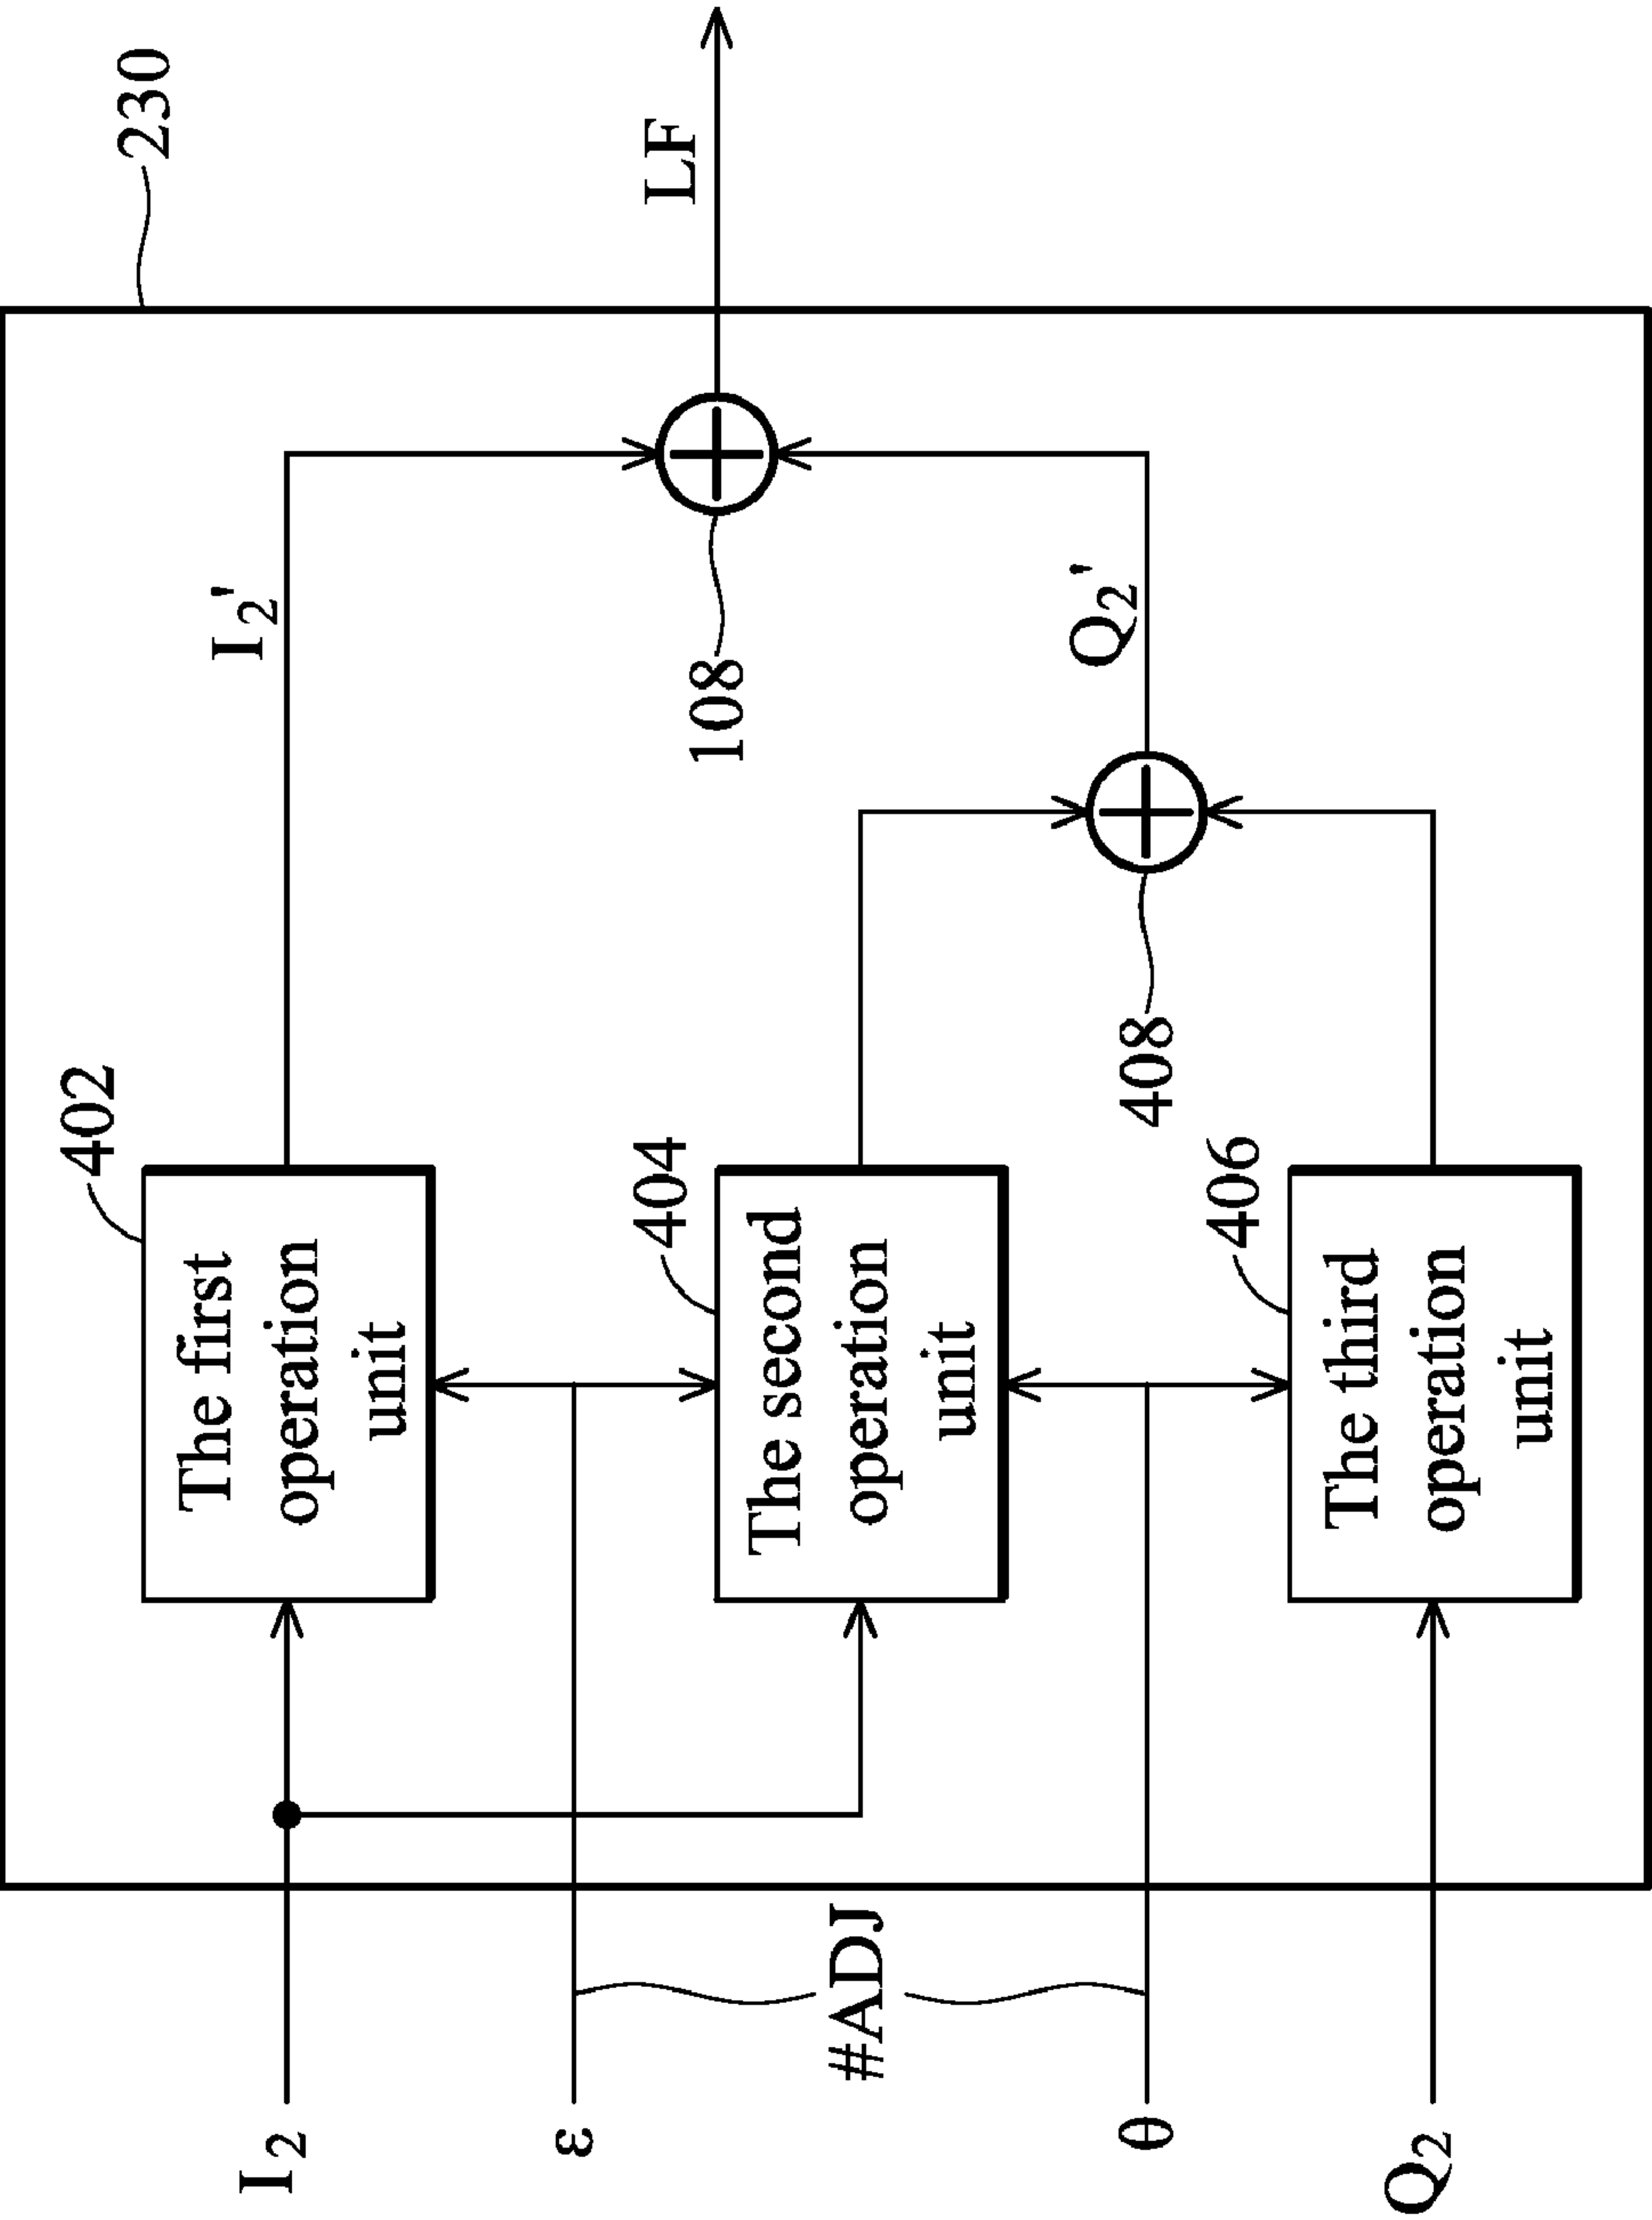 230
LF
I2'
108
Q2'
408
402
The first
operation
unit
404
The second
operation
unit
406
The third
operation
unit
I2
ε
#ADJ
θ
Q2